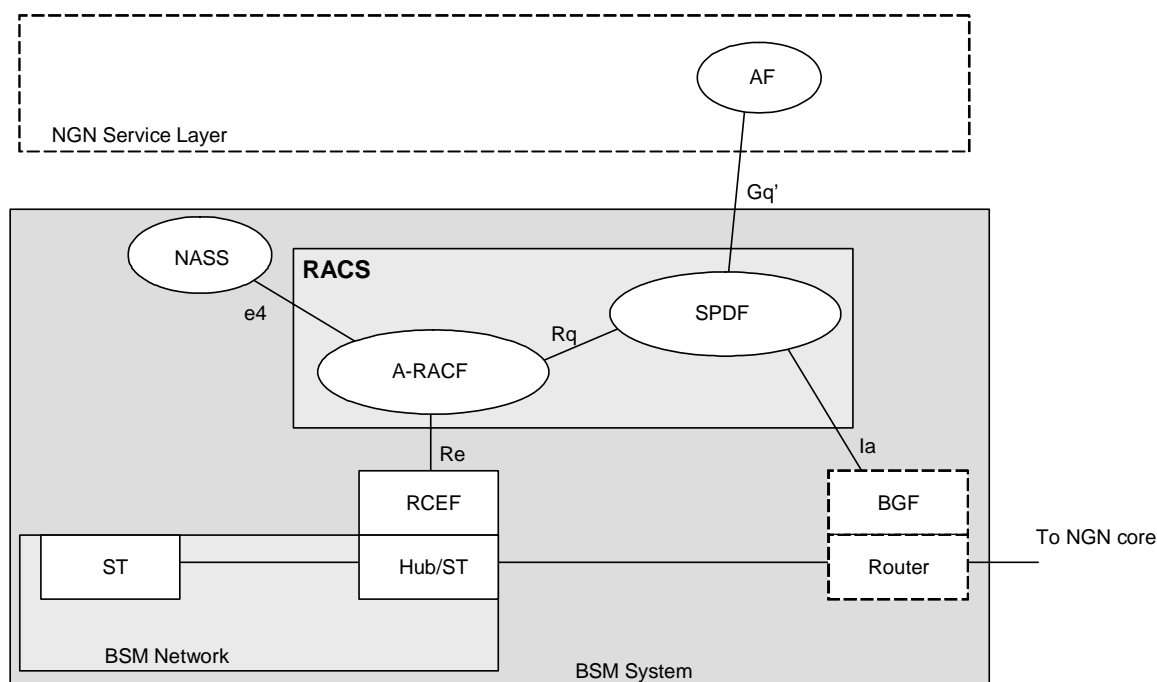 AF
NGN Service Layer
Gq’
NASS
RACS
e4
SPDF
Rq
A-RACF
Re
Ia
RCEF
BGF
To NGN core
ST
Hub/ST
Router
BSM Network
BSM System